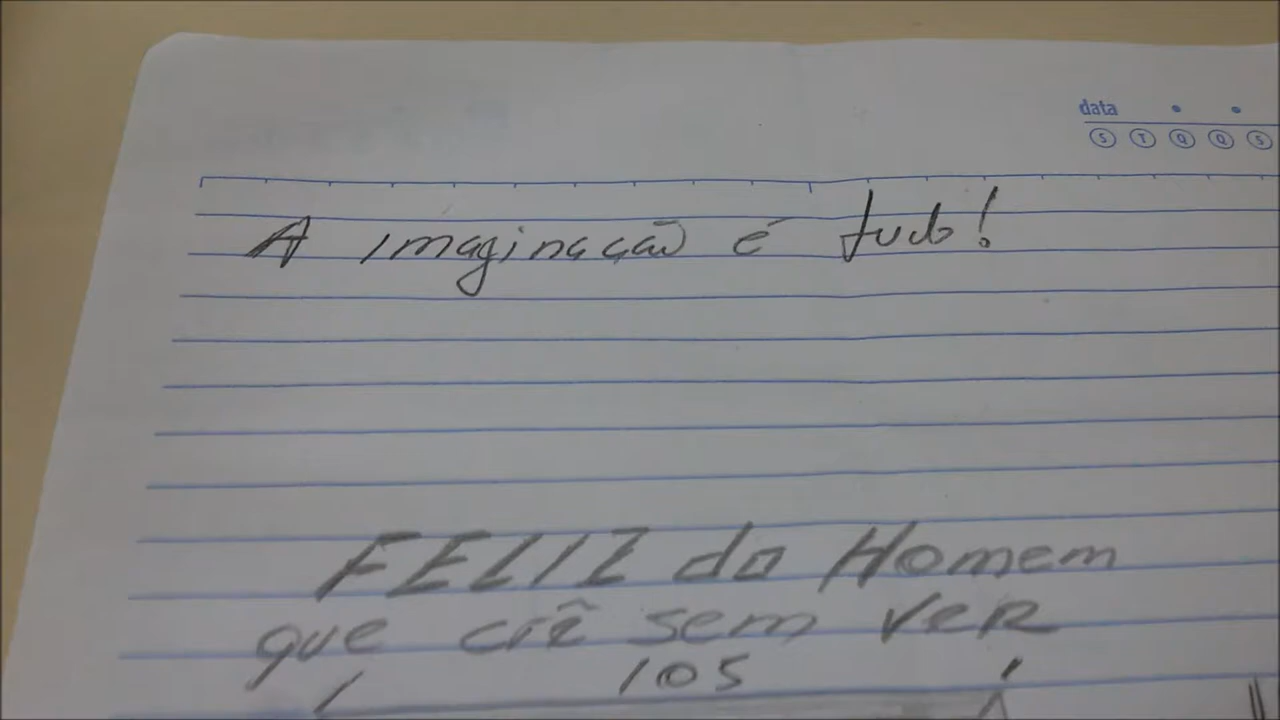 data
S T Q Q S
A imaginação é tudo!
FELIZ do Homem
que crê sem VER
105